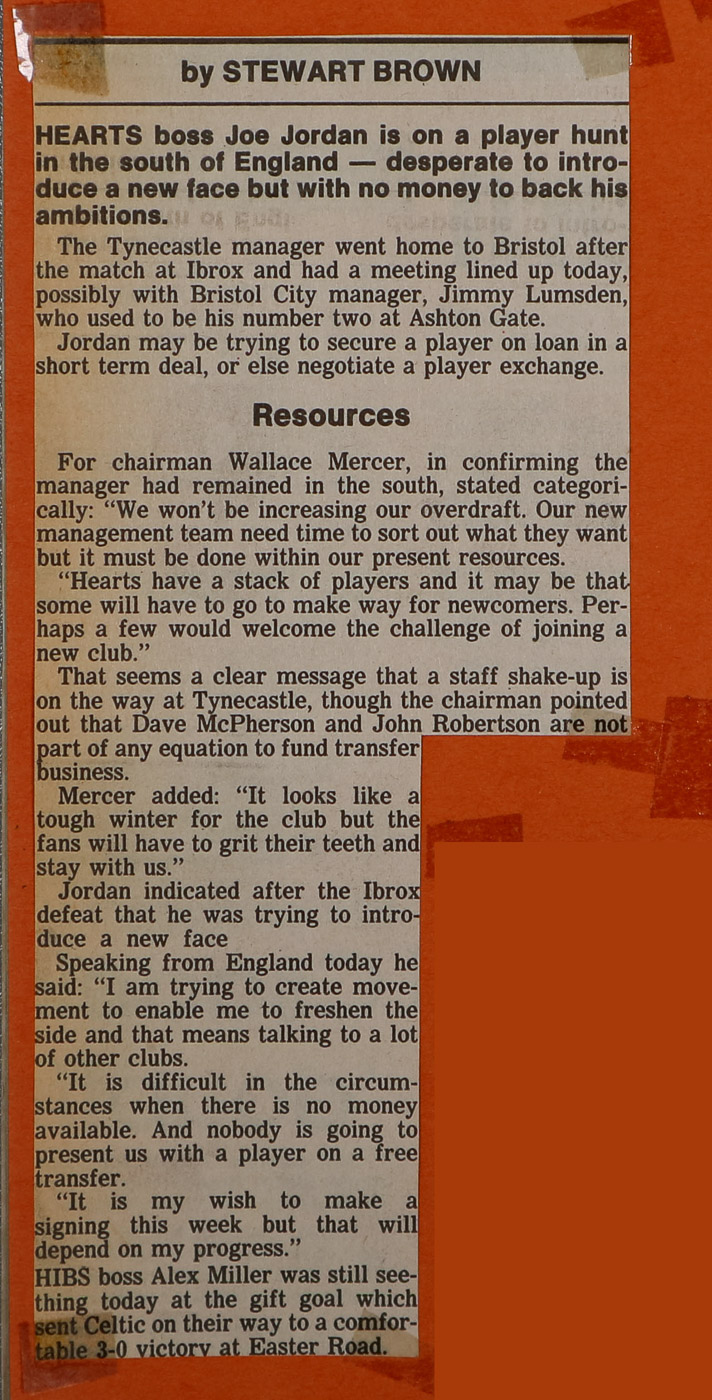 by STEWART BROWN
HEARTS boss Joe Jordan is on a player hunt
in the south of England — desperate to intro-
duce a new face but with no money to back his
ambitions.
The Tynecastle manager went home to Bristol after
the match at Ibrox and had a meeting lined up today,
possibly with Bristol City manager, Jimmy Lumsden,
who used to be his number two at Ashton Gate.
Jordan may be trying to secure a player on loan in a
short term deal, or else negotiate a player exchange.
Resources
For chairman Wallace Mercer, in confirming the
manager had remained in the south, stated categori-
cally: “We won’t be increasing our overdraft. Our new
management team need time to sort out what they want
but it must be done within our present resources.
“Hearts have a stack of players and it may be that
some will have to go to make way for newcomers. Per-
haps a few would welcome the challenge of joining a
new club.”
That seems a clear message that a staff shake-up is
on the way at Tynecastle, though the chairman pointed
out that Dave McPherson and John Robertson are not
part of any equation to fund transfer
business.
Mercer added: “It looks like a
tough winter for the club but the
fans will have to grit their teeth and
stay with us.”
Jordan indicated after the Ibrox
defeat that he was trying to intro-
duce a new face
Speaking from England today he
said: “I am trying to create move-
ment to enable me to freshen the
side and that means talking to a lot
of other clubs.
“It is difficult in the circum-
stances when there is no money
available. And nobody is going to
present us with a player on a free
transfer.
“It is my wish to make a
signing this week but that will
depend on my progress.”
HIBS boss Alex Miller was still see-
thing today at the gift goal which
sent Celtic on their way to a comfor-
table 3-0 victory at Easter Road.